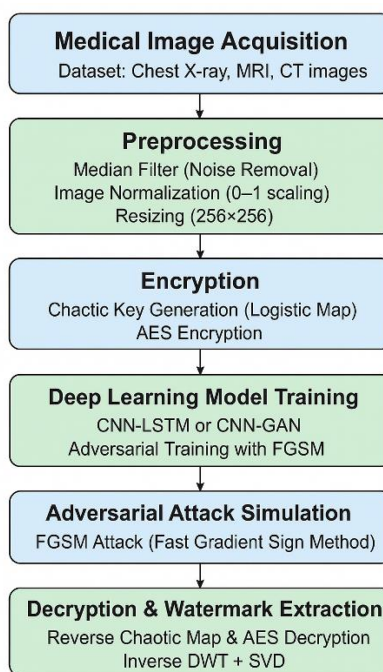 Medical Image Acquisition
Dataset: Chest X-ray, MRI, CT images
Preprocessing
Median Filter (Noise Removal)
Image Normalization (0–1 scaling)
Resizing (256×256)
Encryption
Chactic Key Generation (Logistic Map)
AES Encryption
Deep Learning Model Training
CNN-LSTM or CNN-GAN
Adversarial Training with FGSM
Adversarial Attack Simulation
FGSM Attack (Fast Gradient Sign Method)
Decryption & Watermark Extraction
Reverse Chaotic Map & AES Decryption
Inverse DWT + SVD